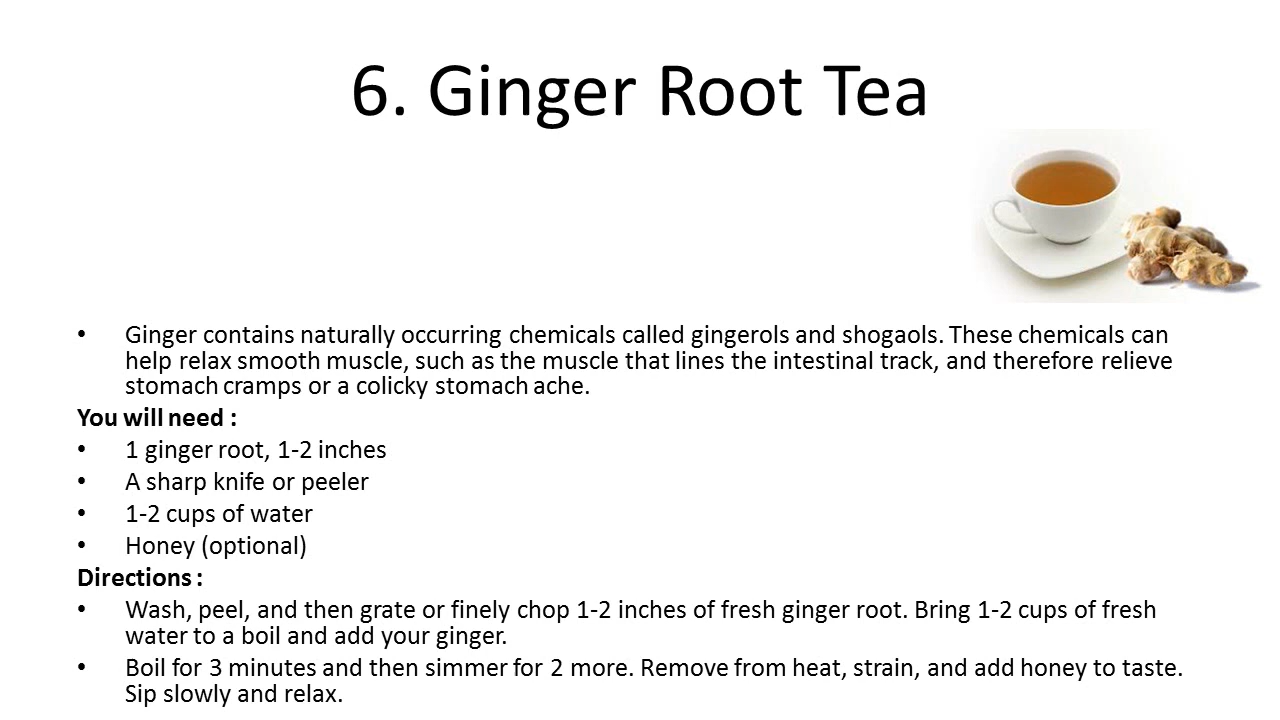 6. Ginger Root Tea
• Ginger contains naturally occurring chemicals called gingerols and shogaols. These chemicals can
help relax smooth muscle, such as the muscle that lines the intestinal track, and therefore relieve
stomach cramps or a colicky stomach ache.
You will need :
• 1 ginger root, 1-2 inches
• A sharp knife or peeler
• 1-2 cups of water
• Honey (optional)
Directions :
• Wash, peel, and then grate or finely chop 1-2 inches of fresh ginger root. Bring 1-2 cups of fresh
water to a boil and add your ginger.
• Boil for 3 minutes and then simmer for 2 more. Remove from heat, strain, and add honey to taste.
Sip slowly and relax.